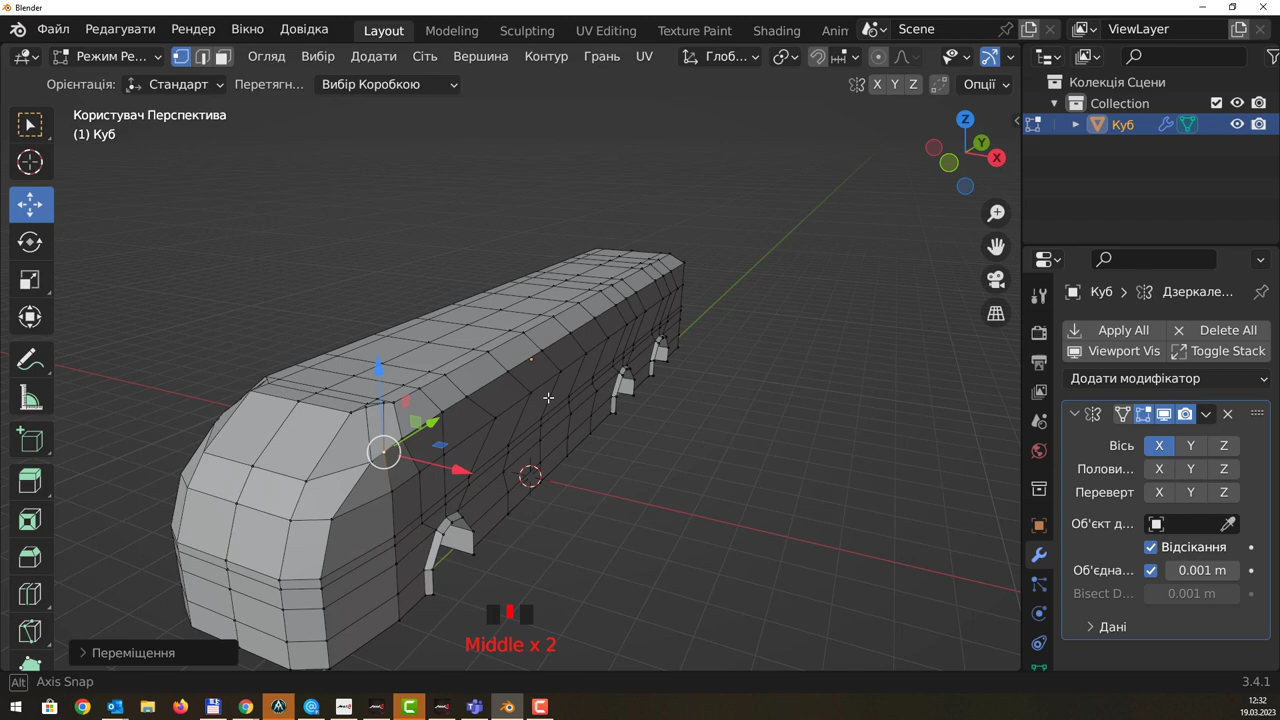 Blender
Файл Редагувати Рендер Вікно Довідка Layout Modeling Sculpting UV Editing Texture Paint Shading Anin Scene ViewLayer
Режим Ре... Огляд Вибір Додати Сіть Вершина Контур Грань UV Глоб...
Орієнтація: Стандарт Перетягн... Вибір Коробкою X Y Z Опції
Користувач Перспектива
(1) Куб
Z
Y
X
Колекція Сцени
Collection
Куб
Куб Дзеркале...
Apply All Delete All
Viewport Vis Toggle Stack
Додати модифікатор
Вісь X Y Z
Полови... X Y Z
Переверт X Y Z
Об'єкт д...
Відсікання
Об'єдна... 0.001 m
Bisect D... 0.001 m
Дані
Middle x 2
Переміщення
Alt Axis Snap 3.4.1
12:32
19.03.2023